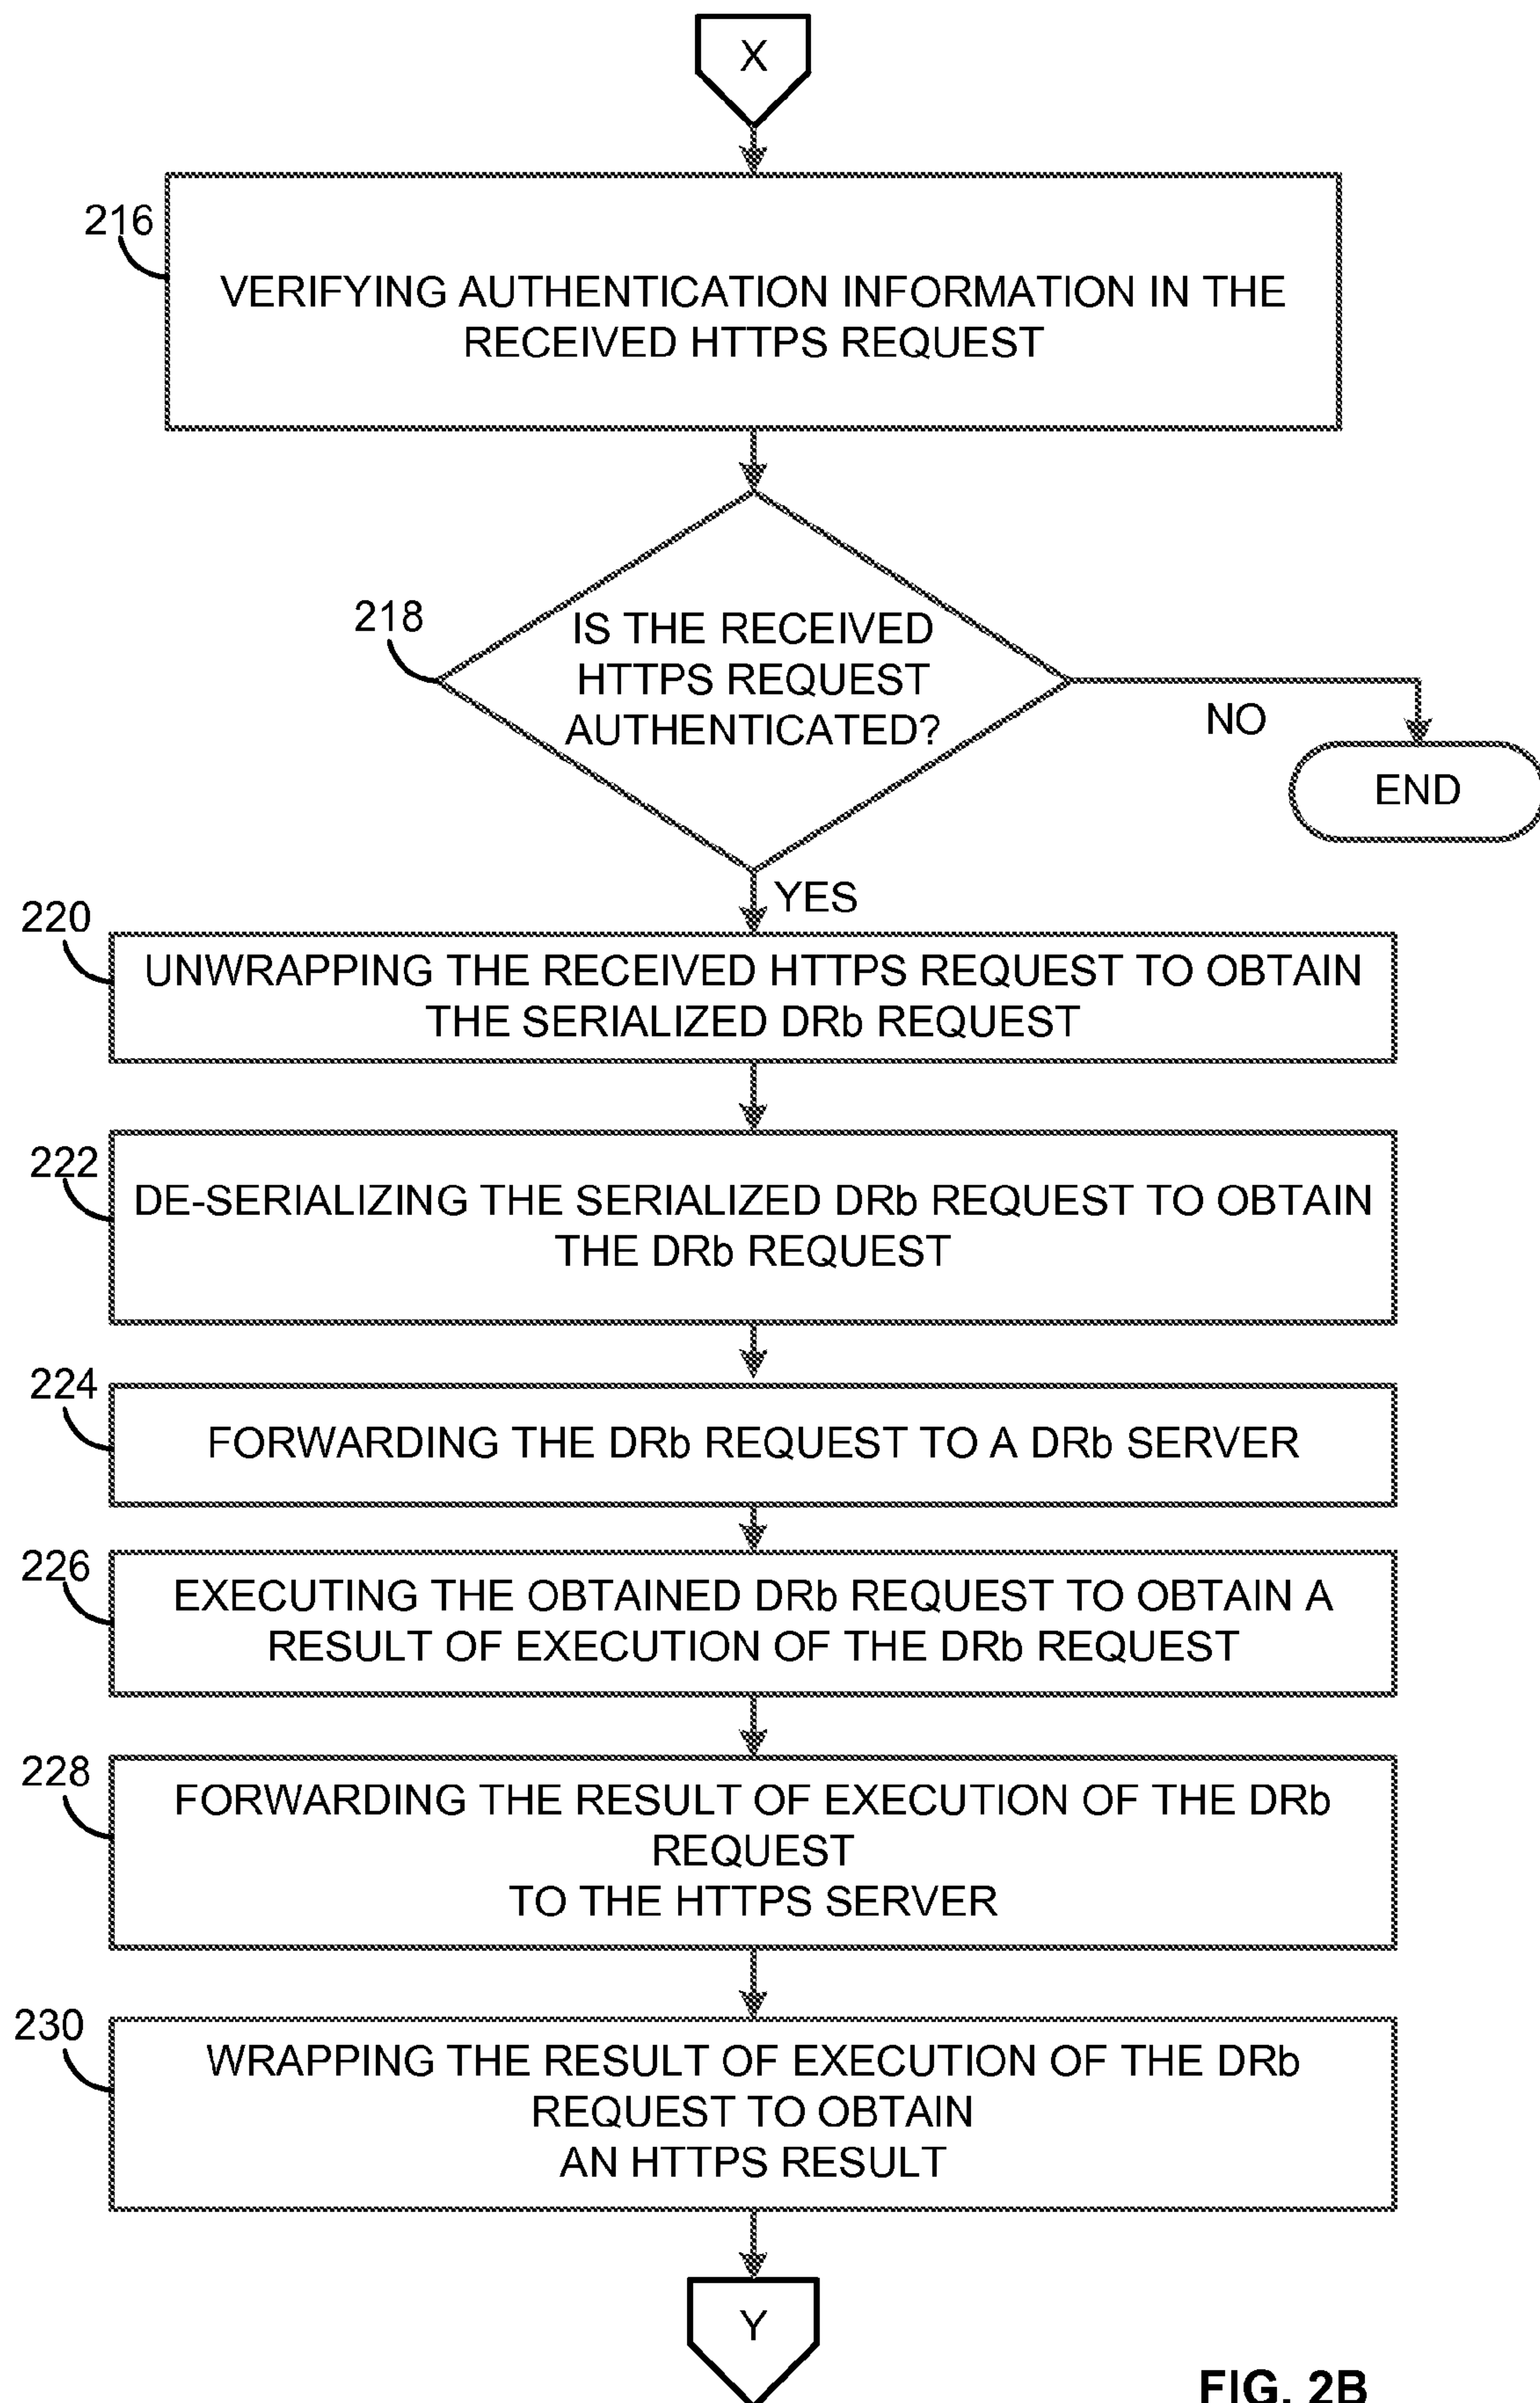 X
216
VERIFYING AUTHENTICATION INFORMATION IN THE
RECEIVED HTTPS REQUEST
218
IS THE RECEIVED
HTTPS REQUEST
AUTHENTICATED?
NO
END
YES
220
UNWRAPPING THE RECEIVED HTTPS REQUEST TO OBTAIN
THE SERIALIZED DRb REQUEST
222
DE-SERIALIZING THE SERIALIZED DRb REQUEST TO OBTAIN
THE DRb REQUEST
224
FORWARDING THE DRb REQUEST TO A DRb SERVER
226
EXECUTING THE OBTAINED DRb REQUEST TO OBTAIN A
RESULT OF EXECUTION OF THE DRb REQUEST
228
FORWARDING THE RESULT OF EXECUTION OF THE DRb
REQUEST
TO THE HTTPS SERVER
230
WRAPPING THE RESULT OF EXECUTION OF THE DRb
REQUEST TO OBTAIN
AN HTTPS RESULT
Y
FIG. 2B